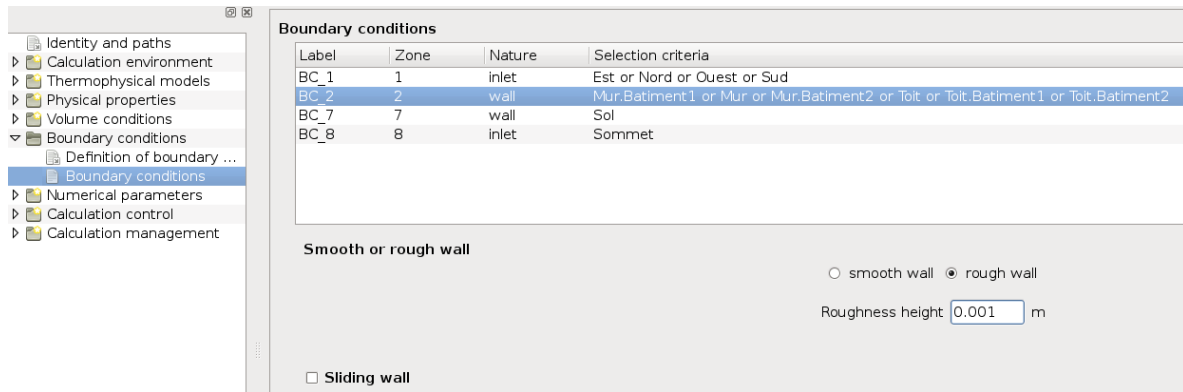 Identity and paths
Calculation environment
Thermophysical models
Physical properties
Volume conditions
Boundary conditions
Definition of boundary ...
Boundary conditions
Numerical parameters
Calculation control
Calculation management
Boundary conditions
Label Zone Nature Selection criteria
BC_1 1 inlet Est or Nord or Ouest or Sud
BC_2 2 wall Mur.Batiment1 or Mur or Mur.Batiment2 or Toit or Toit.Batiment1 or Toit.Batiment2
BC_7 7 wall Sol
BC_8 8 inlet Sommet
Smooth or rough wall
smooth wall rough wall
Roughness height 0.001 m
Sliding wall